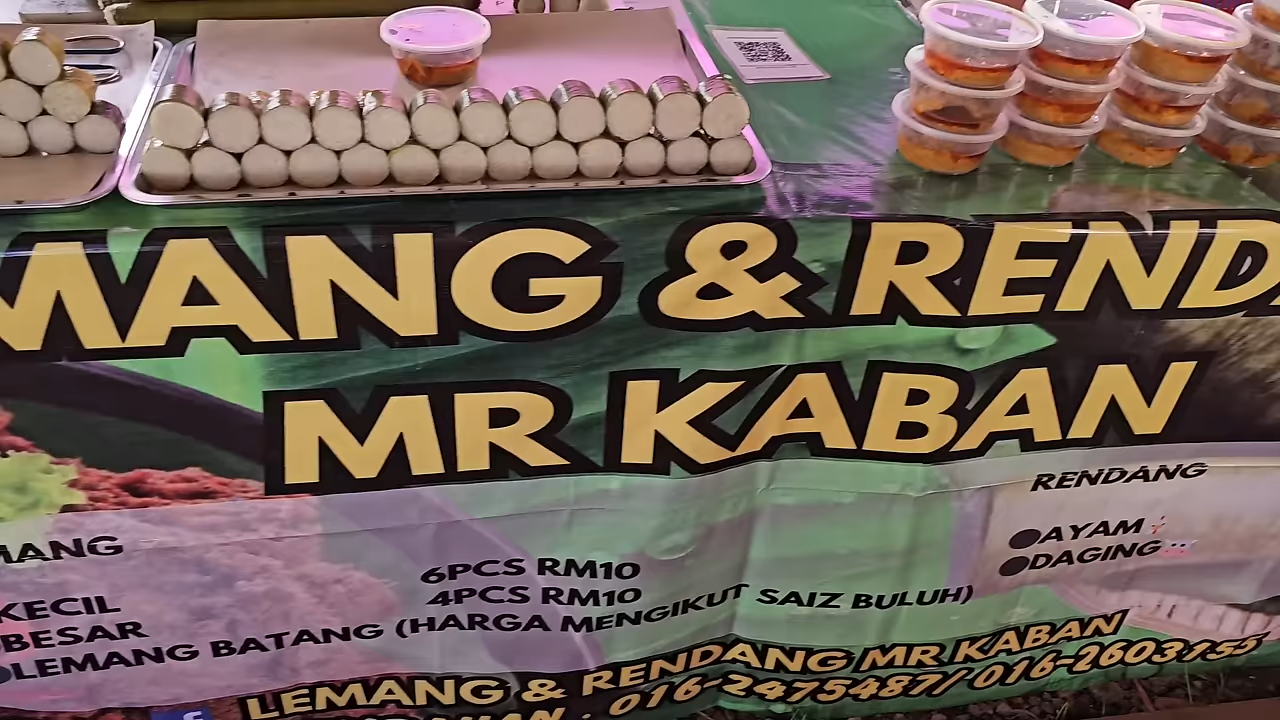 MANG & REND
MR KABAN
RENDANG
AYAM
DAGING
MANG
KECIL 6PCS RM10
BESAR 4PCS RM10
LEMANG BATANG (HARGA MENGIKUT SAIZ BULUH)
LEMANG & RENDANG MR KABAN
016-2475487/ 016-2603155